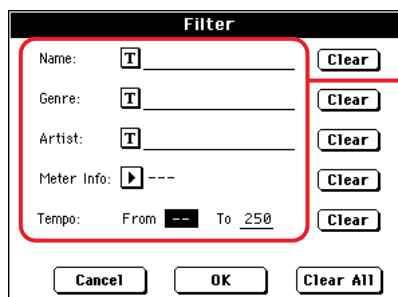 Filter
Name: T Clear
Genre: T Clear
Artist: T Clear
Meter Info: --- Clear
Tempo: From -- To 250 Clear
Cancel OK Clear All